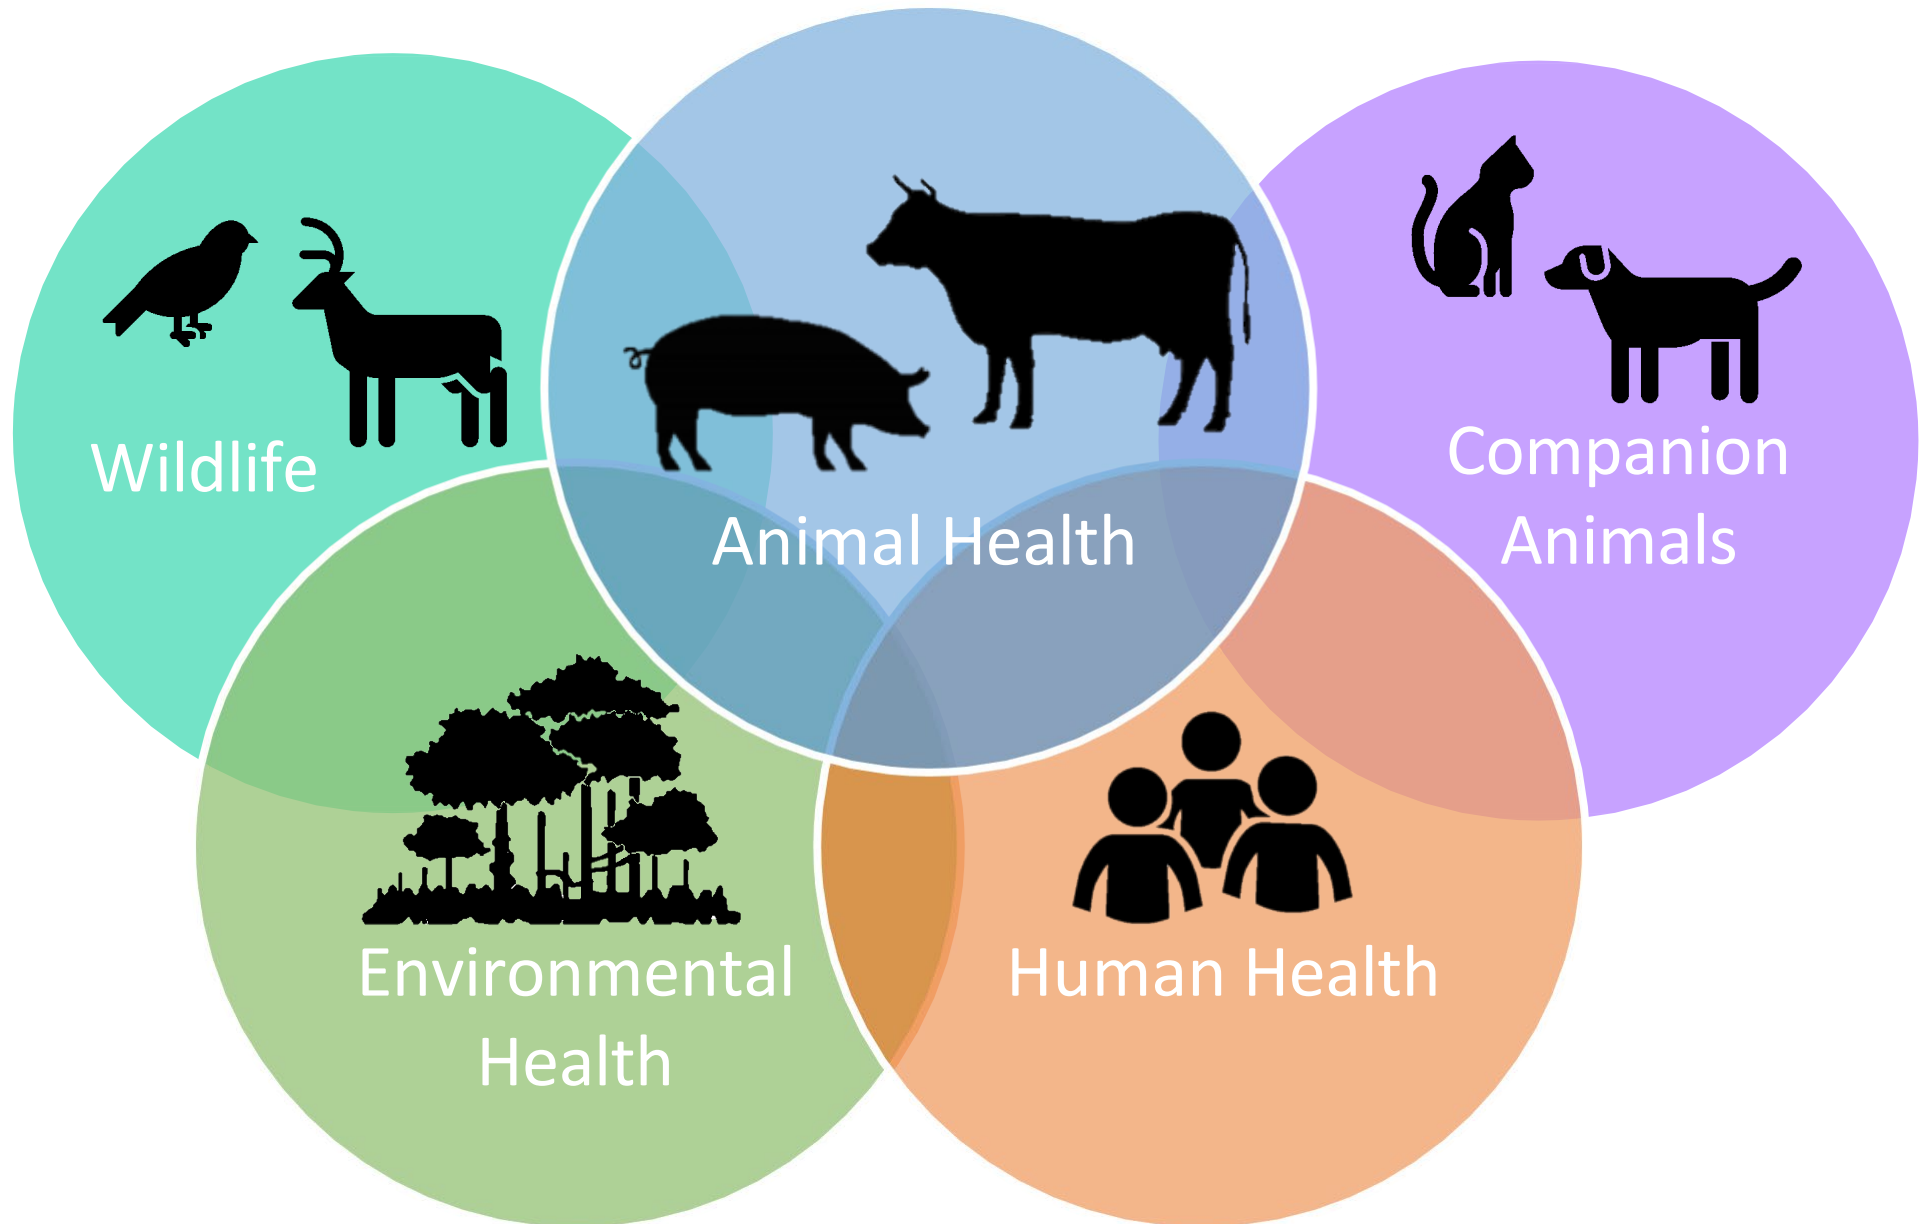 Wildlife
Animal Health
Companion
Animals
Environmental
Health
Human Health